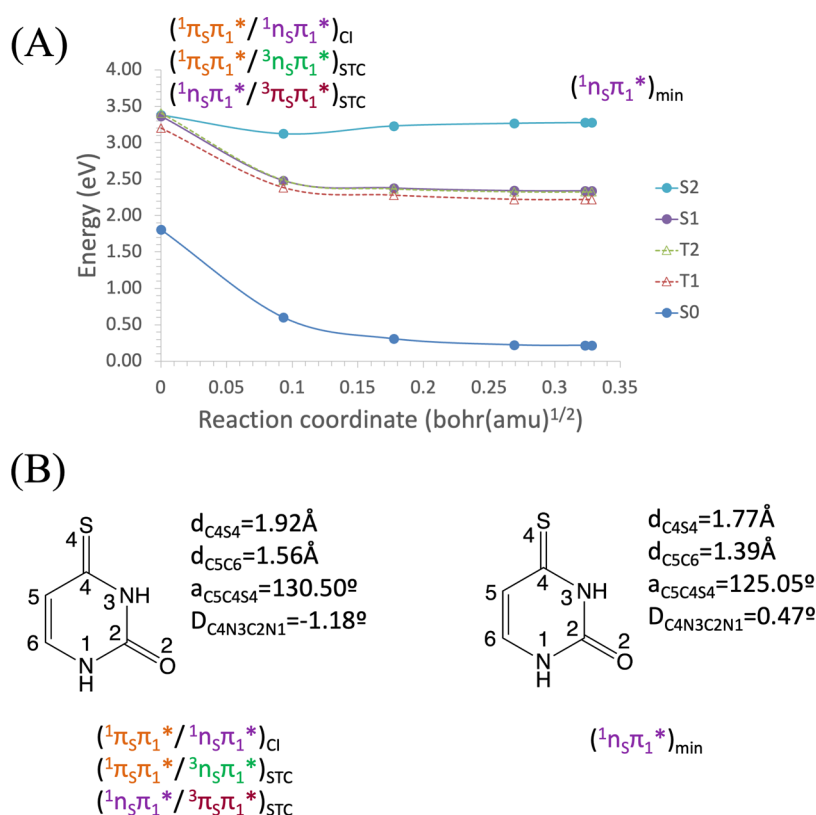 (A)
(¹πₛπ₁*/¹nₛπ₁*)CI
(¹πₛπ₁*/³nₛπ₁*)STC
(¹nₛπ₁*/³πₛπ₁*)STC
(¹nₛπ₁*)min
4.00
3.50
3.00
2.50
2.00
1.50
1.00
0.50
0.00
Energy (eV)
0 0.05 0.1 0.15 0.2 0.25 0.3 0.35
Reaction coordinate (bohr(amu)¹/²)
S2
S1
T2
T1
S0
(B)
S
4
4
5
3 NH
6
1
2
2
N
H
O
dC4S4=1.92Å
dC5C6=1.56Å
aC5C4S4=130.50º
DC4N3C2N1=-1.18º
S
4
4
5
3 NH
6
1
2
2
N
H
O
dC4S4=1.77Å
dC5C6=1.39Å
aC5C4S4=125.05º
DC4N3C2N1=0.47º
(¹πₛπ₁*/¹nₛπ₁*)CI
(¹πₛπ₁*/³nₛπ₁*)STC
(¹nₛπ₁*/³πₛπ₁*)STC
(¹nₛπ₁*)min